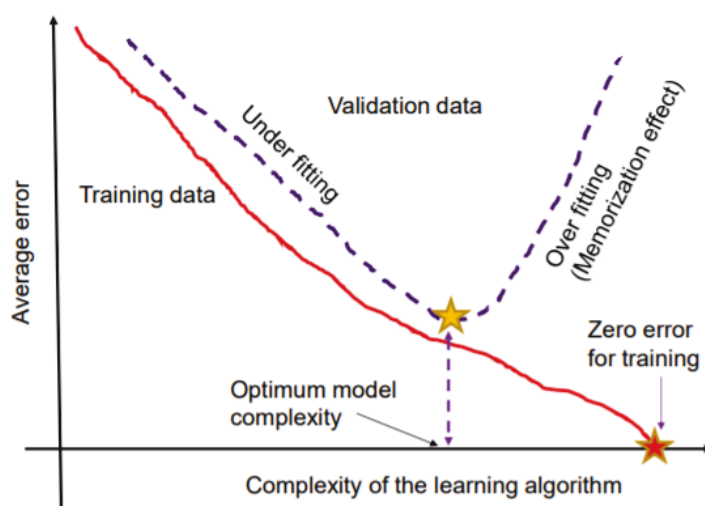 Validation data
Under fitting
Training data
Over fitting
(Memorization effect)
Average error
Zero error
for training
Optimum model
complexity
Complexity of the learning algorithm